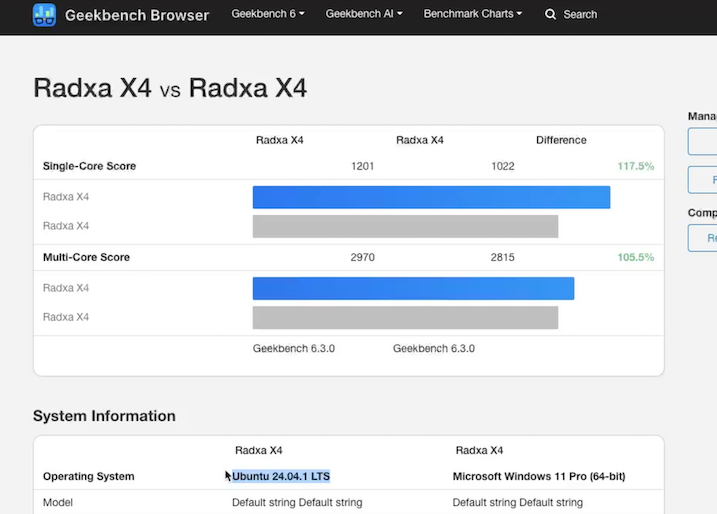 Geekbench Browser Geekbench 6 Geekbench AI Benchmark Charts Search
Radxa X4 vs Radxa X4
Mana
Radxa X4 Radxa X4 Difference
Single-Core Score 1201 1022 117.5%
Radxa X4
Radxa X4
Comp
Multi-Core Score 2970 2815 105.5%
Radxa X4
Radxa X4
Geekbench 6.3.0 Geekbench 6.3.0
System Information
Radxa X4 Radxa X4
Operating System Ubuntu 24.04.1 LTS Microsoft Windows 11 Pro (64-bit)
Model Default string Default string Default string Default string